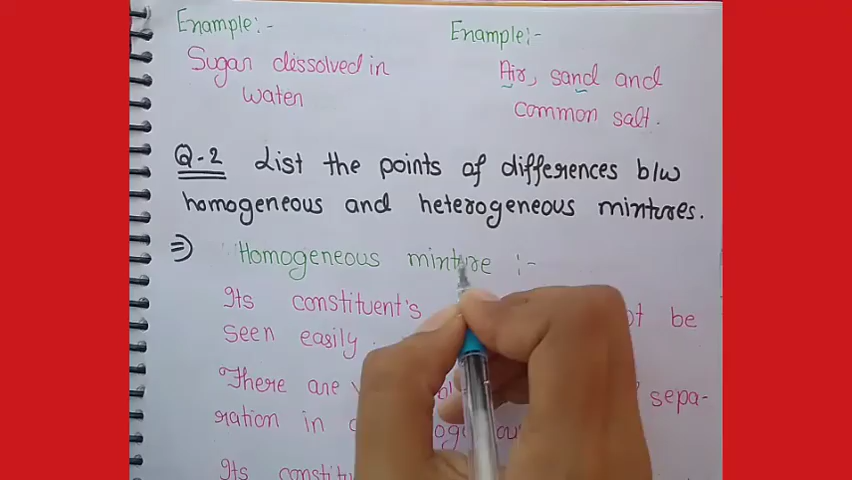 Example:-
Example:-
Sugar dissolved in
water
Air, sand and
common salt.
Q-2 List the points of differences b/w
homogeneous and heterogeneous mixtures.
⇒ Homogeneous mixture :-
Its constituent's be
seen easily.
There are sepa-
ration in
Its